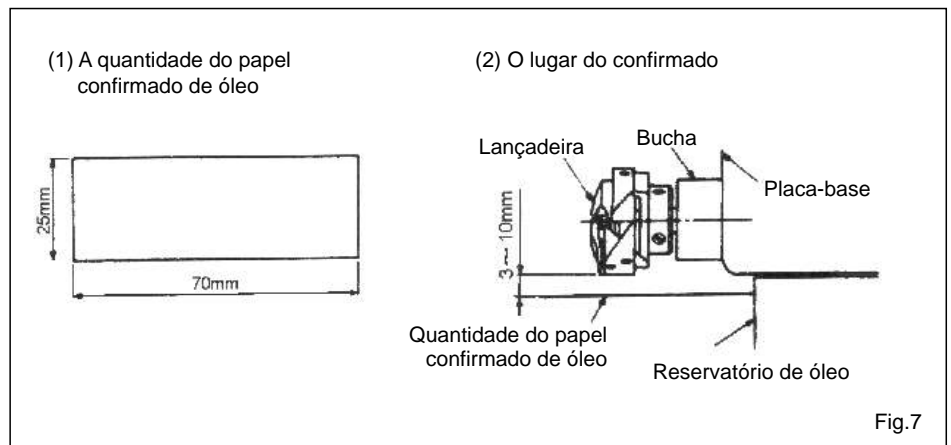 (1) A quantidade do papel
confirmado de óleo
(2) O lugar do confirmado
25mm
70mm
Lançadeira
Bucha
Placa-base
3~10mm
Quantidade do papel
confirmado de óleo
Reservatório de óleo
Fig.7